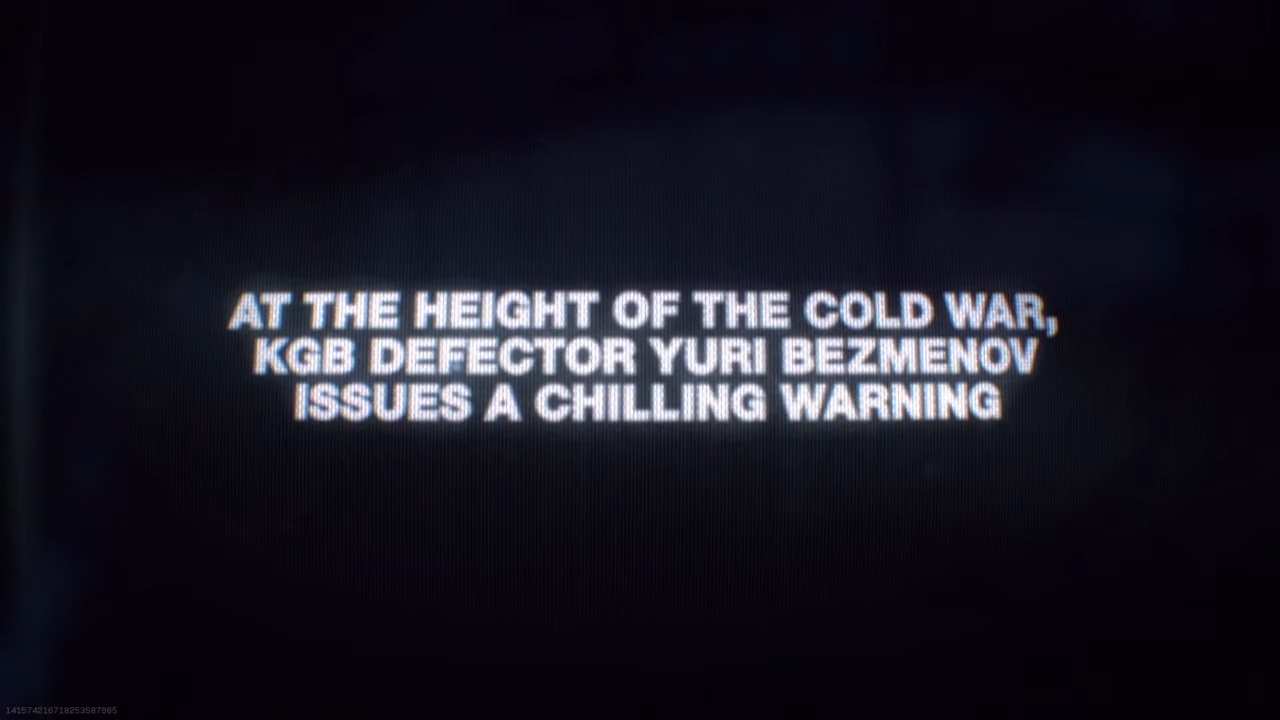 AT THE HEIGHT OF THE COLD WAR,
KGB DEFECTOR YURI BEZMENOV
ISSUES A CHILLING WARNING